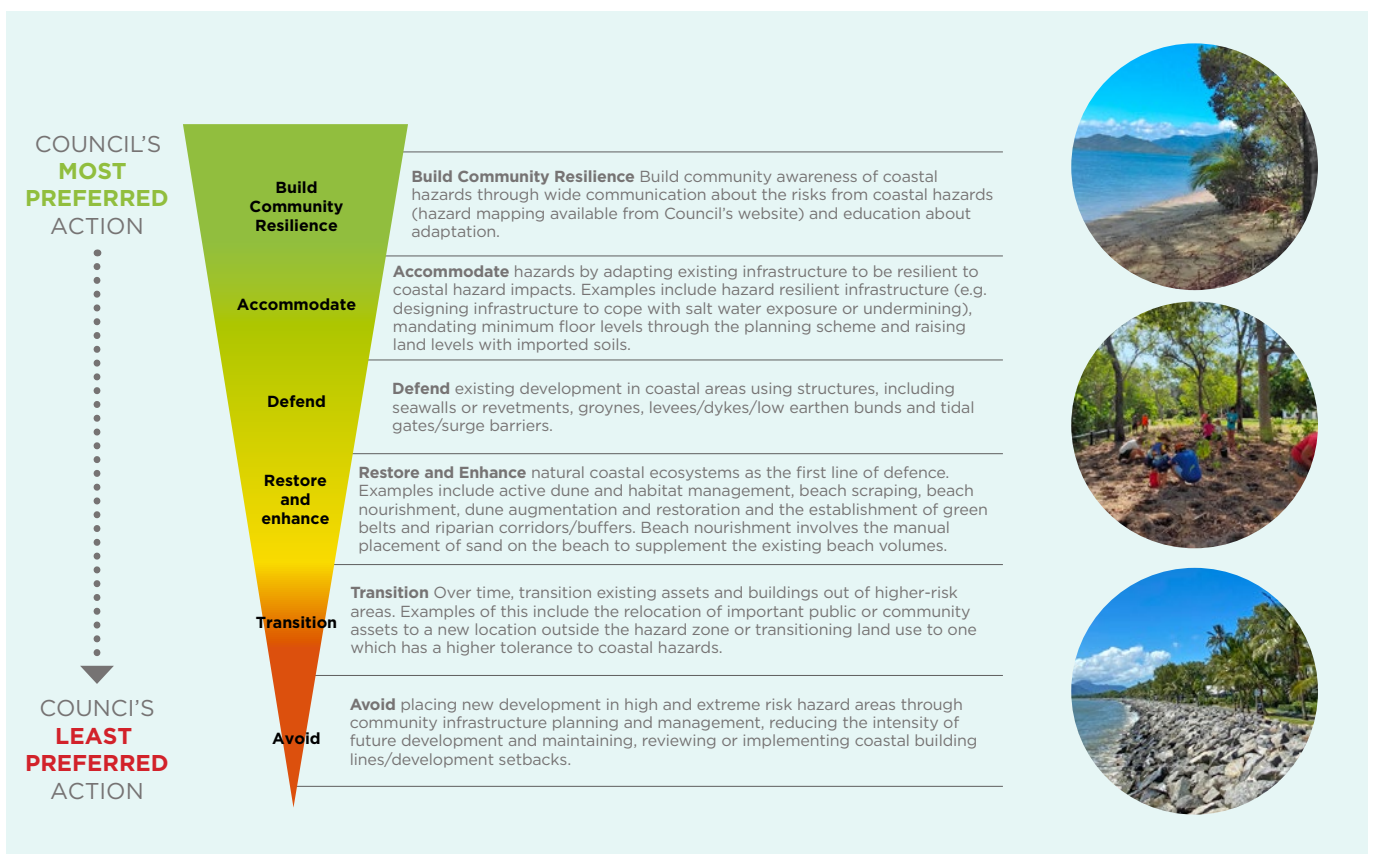 COUNCIL’S
MOST
PREFERRED
ACTION
Build
Community
Resilience
Build Community Resilience Build community awareness of coastal
hazards through wide communication about the risks from coastal hazards
(hazard mapping available from Council’s website) and education about
adaptation.
Accommodate
Accommodate hazards by adapting existing infrastructure to be resilient to
coastal hazard impacts. Examples include hazard resilient infrastructure (e.g.
designing infrastructure to cope with salt water exposure or undermining),
mandating minimum floor levels through the planning scheme and raising
land levels with imported soils.
Defend
Defend existing development in coastal areas using structures, including
seawalls or revetments, groynes, levees/dykes/low earthen bunds and tidal
gates/surge barriers.
Restore
and
enhance
Restore and Enhance natural coastal ecosystems as the first line of defence.
Examples include active dune and habitat management, beach scraping, beach
nourishment, dune augmentation and restoration and the establishment of green
belts and riparian corridors/buffers. Beach nourishment involves the manual
placement of sand on the beach to supplement the existing beach volumes.
Transition
Transition Over time, transition existing assets and buildings out of higher-risk
areas. Examples of this include the relocation of important public or community
assets to a new location outside the hazard zone or transitioning land use to one
which has a higher tolerance to coastal hazards.
COUNCI’S
LEAST
PREFERRED
ACTION
Avoid
Avoid placing new development in high and extreme risk hazard areas through
community infrastructure planning and management, reducing the intensity of
future development and maintaining, reviewing or implementing coastal building
lines/development setbacks.